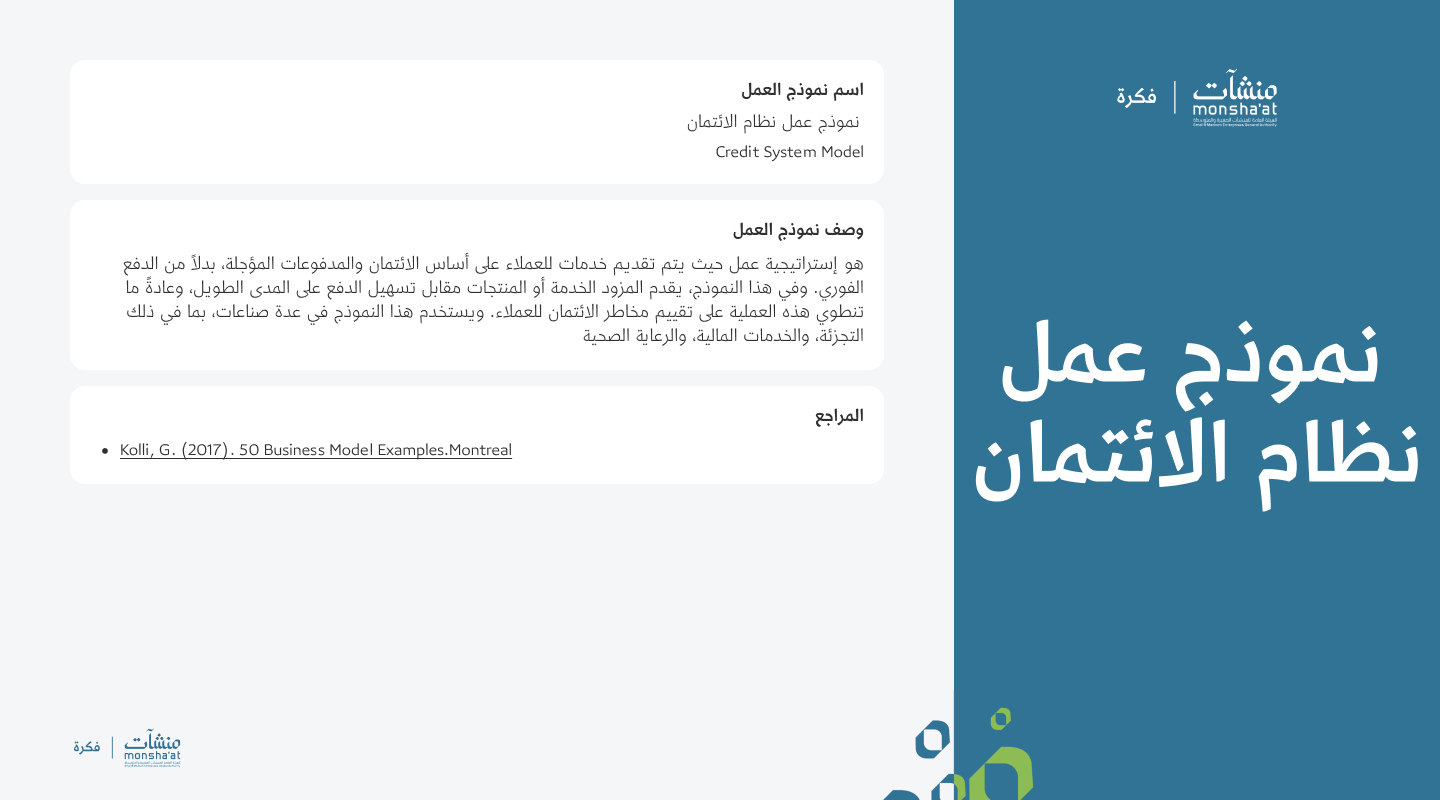 منشآت
monsha'at
الهيئة العامة للمنشآت الصغيرة والمتوسطة
Small & Medium Enterprises General Authority
فكرة
نموذج عمل
نظام الائتمان
اسم نموذج العمل
نموذج عمل نظام الائتمان
Credit System Model
وصف نموذج العمل
هو إستراتيجية عمل حيث يتم تقديم خدمات للعملاء على أساس الائتمان والمدفوعات المؤجلة، بدلاً من الدفع
الفوري. وفي هذا النموذج، يقدم المزود الخدمة أو المنتجات مقابل تسهيل الدفع على المدى الطويل، وعادةً ما
تنطوي هذه العملية على تقييم مخاطر الائتمان للعملاء. ويستخدم هذا النموذج في عدة صناعات، بما في ذلك
التجزئة، والخدمات المالية، والرعاية الصحية
المراجع
• Kolli, G. (2017). 50 Business Model Examples.Montreal
منشآت
monsha'at
فكرة